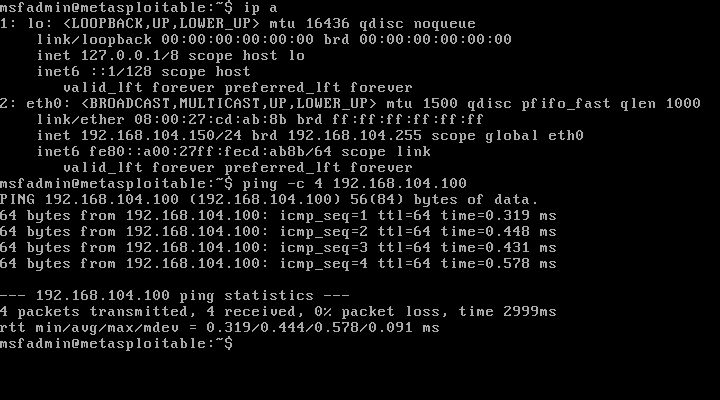 msfadmin@metasploitable:~$ ip a
1: lo: <LOOPBACK,UP,LOWER_UP> mtu 16436 qdisc noqueue
    link/loopback 00:00:00:00:00:00 brd 00:00:00:00:00:00
    inet 127.0.0.1/8 scope host lo
    inet6 ::1/128 scope host
       valid_lft forever preferred_lft forever
2: eth0: <BROADCAST,MULTICAST,UP,LOWER_UP> mtu 1500 qdisc pfifo_fast qlen 1000
    link/ether 08:00:27:cd:ab:8b brd ff:ff:ff:ff:ff:ff
    inet 192.168.104.150/24 brd 192.168.104.255 scope global eth0
    inet6 fe80::a00:27ff:fecd:ab8b/64 scope link
       valid_lft forever preferred_lft forever
msfadmin@metasploitable:~$ ping -c 4 192.168.104.100
PING 192.168.104.100 (192.168.104.100) 56(84) bytes of data.
64 bytes from 192.168.104.100: icmp_seq=1 ttl=64 time=0.319 ms
64 bytes from 192.168.104.100: icmp_seq=2 ttl=64 time=0.448 ms
64 bytes from 192.168.104.100: icmp_seq=3 ttl=64 time=0.431 ms
64 bytes from 192.168.104.100: icmp_seq=4 ttl=64 time=0.578 ms

--- 192.168.104.100 ping statistics ---
4 packets transmitted, 4 received, 0% packet loss, time 2999ms
rtt min/avg/max/mdev = 0.319/0.444/0.578/0.091 ms
msfadmin@metasploitable:~$